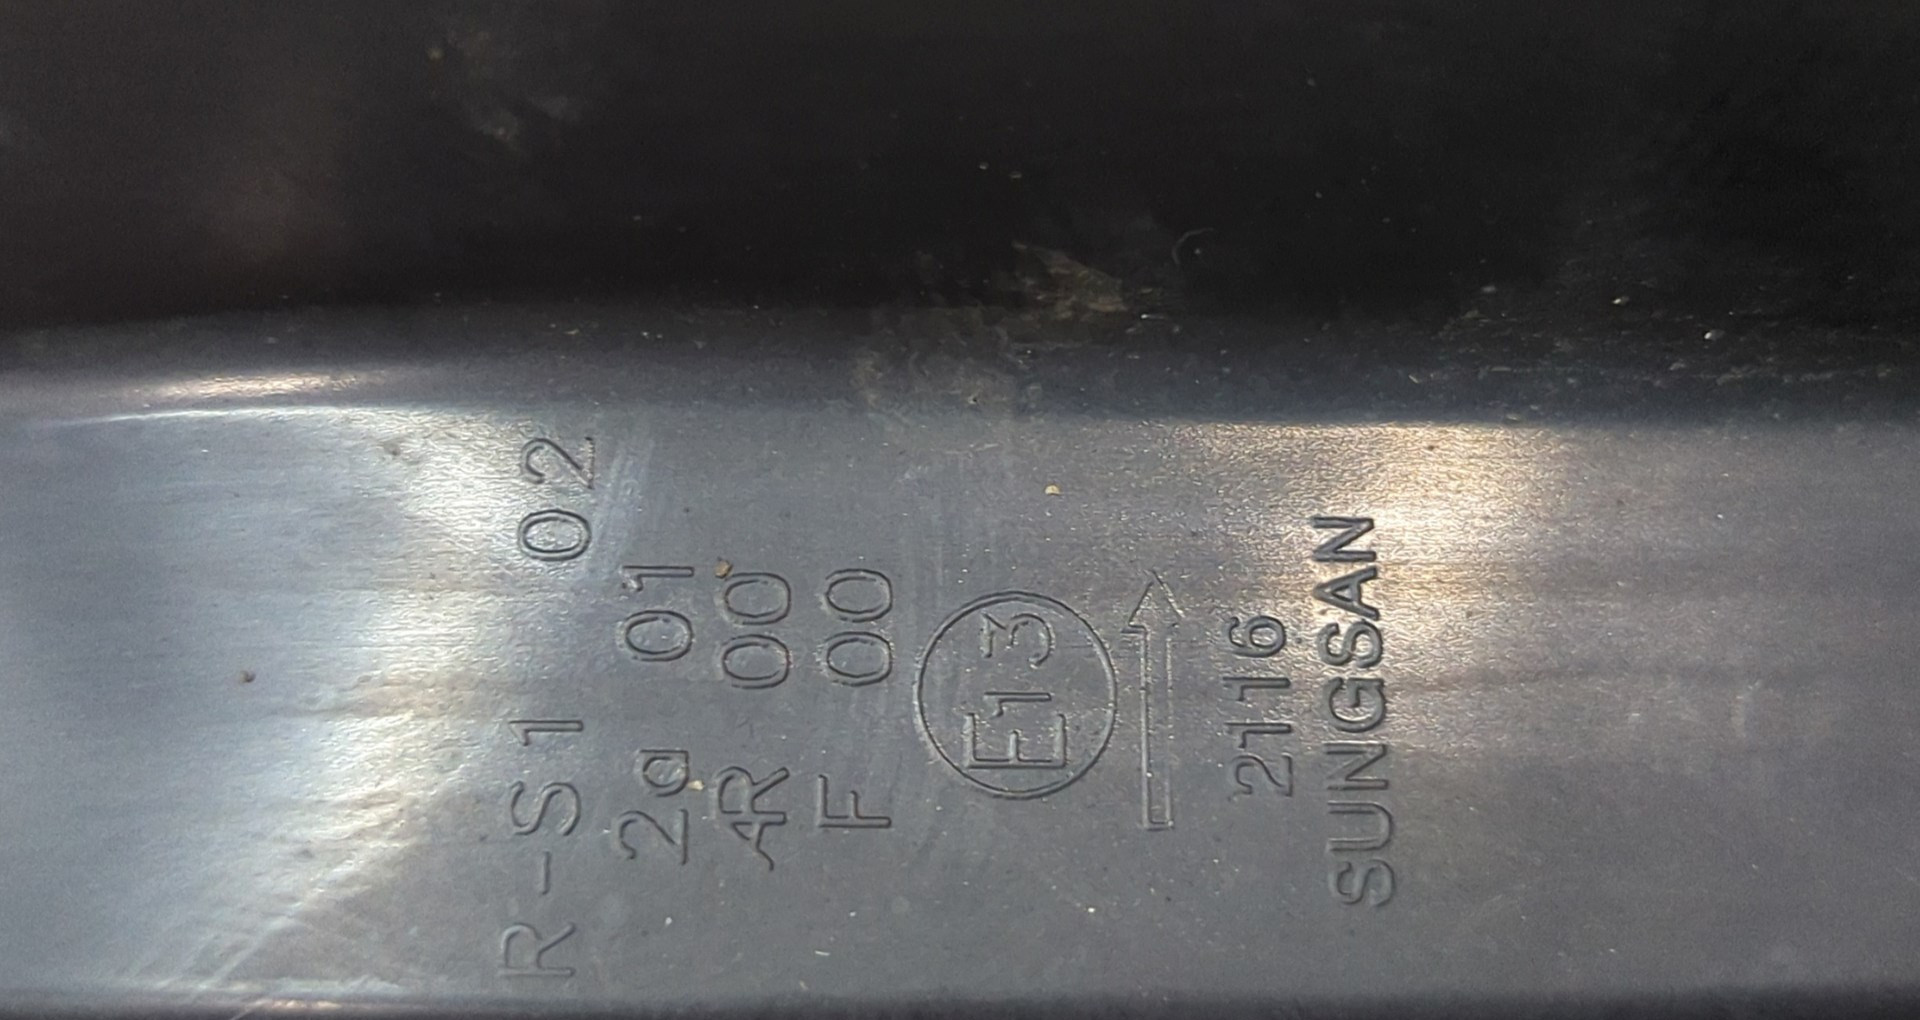 R-S1 02
2a 01
AR 00
F 00
E13
2116
SUNGSAN